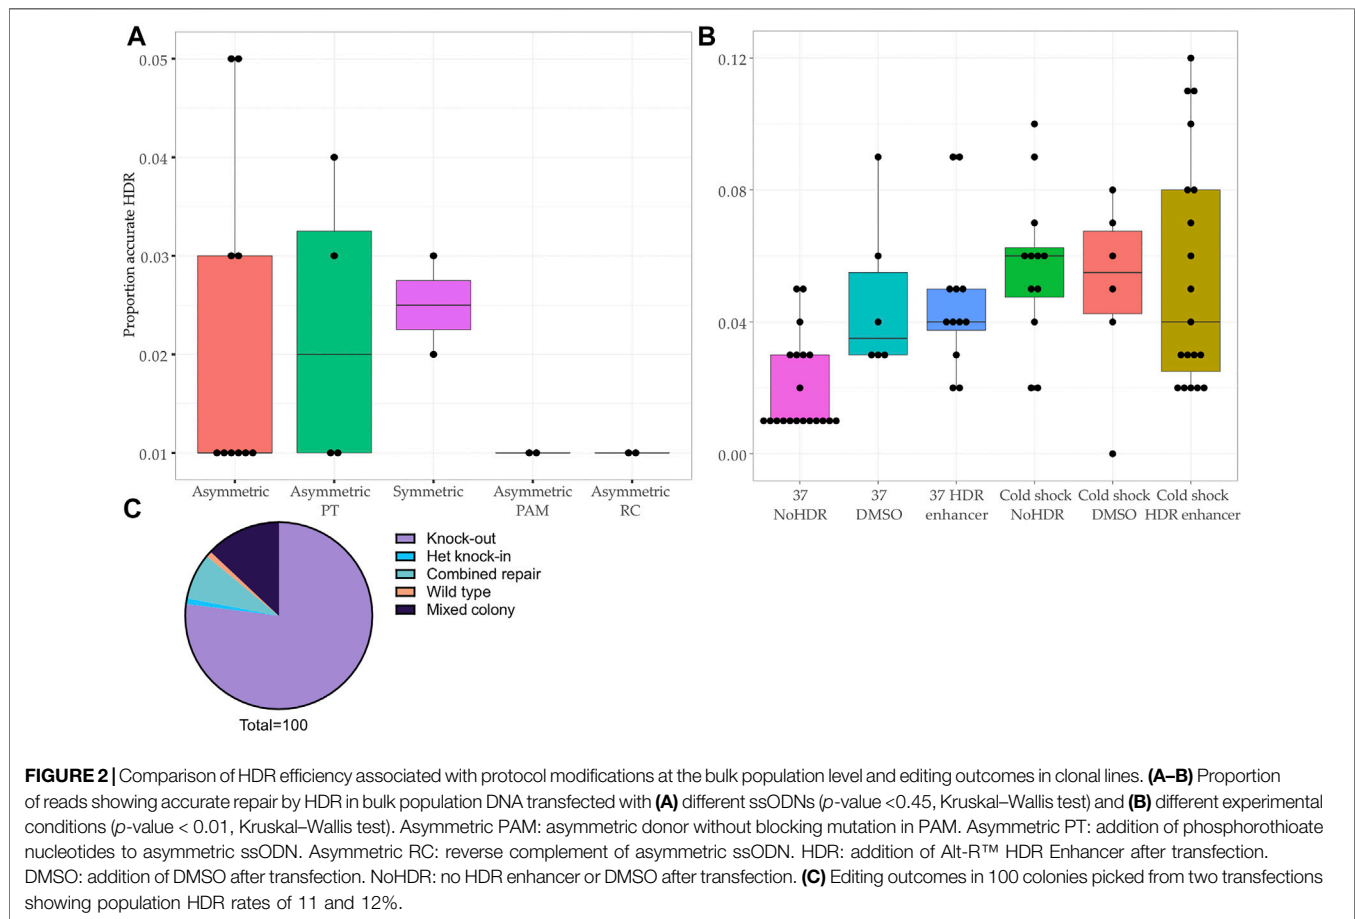 A
B
Proportion accurate HDR
0.05
0.04
0.03
0.02
0.01
Asymmetric
Asymmetric
PT
Symmetric
Asymmetric
PAM
Asymmetric
RC
0.12
0.08
0.04
0.00
37
NoHDR
37
DMSO
37 HDR
enhancer
Cold shock
NoHDR
Cold shock
DMSO
Cold shock
HDR enhancer
C
Knock-out
Het knock-in
Combined repair
Wild type
Mixed colony
Total=100
FIGURE 2 | Comparison of HDR efficiency associated with protocol modifications at the bulk population level and editing outcomes in clonal lines. (A–B) Proportion
of reads showing accurate repair by HDR in bulk population DNA transfected with (A) different ssODNs (p-value <0.45, Kruskal–Wallis test) and (B) different experimental
conditions (p-value < 0.01, Kruskal–Wallis test). Asymmetric PAM: asymmetric donor without blocking mutation in PAM. Asymmetric PT: addition of phosphorothioate
nucleotides to asymmetric ssODN. Asymmetric RC: reverse complement of asymmetric ssODN. HDR: addition of Alt-R™ HDR Enhancer after transfection.
DMSO: addition of DMSO after transfection. NoHDR: no HDR enhancer or DMSO after transfection. (C) Editing outcomes in 100 colonies picked from two transfections
showing population HDR rates of 11 and 12%.